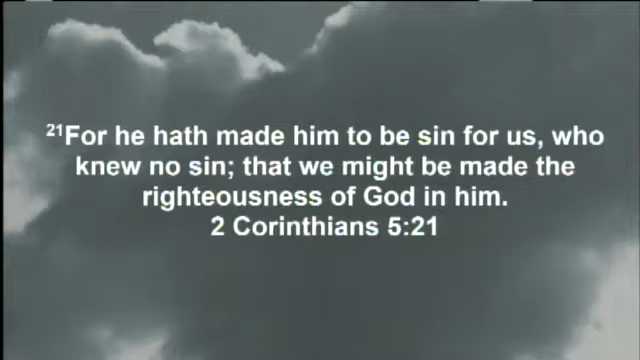 21For he hath made him to be sin for us, who
knew no sin; that we might be made the
righteousness of God in him.
2 Corinthians 5:21